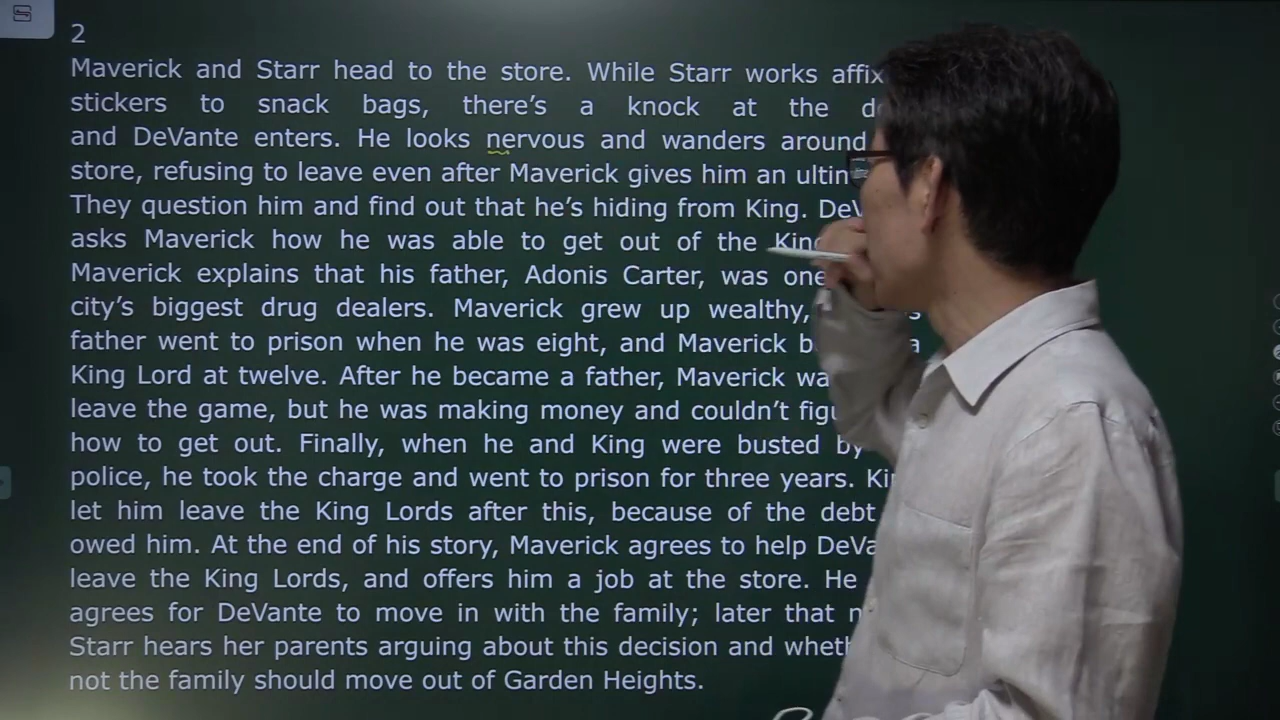 2
Maverick and Starr head to the store. While Starr works
stickers to snack bags, there's a knock at the
and DeVante enters. He looks nervous and wanders around
store, refusing to leave even after Maverick gives him an
They question him and find out that he's hiding from King.
asks Maverick how he was able to get out of the
Maverick explains that his father, Adonis Carter, was one
city's biggest drug dealers. Maverick grew up wealthy,
father went to prison when he was eight, and Maverick a
King Lord at twelve. After he became a father, Maverick
leave the game, but he was making money and couldn't
how to get out. Finally, when he and King were busted by
police, he took the charge and went to prison for three years.
let him leave the King Lords after this, because of the debt
owed him. At the end of his story, Maverick agrees to help
leave the King Lords, and offers him a job at the store. He
agrees for DeVante to move in with the family; later that
Starr hears her parents arguing about this decision and
not the family should move out of Garden Heights.